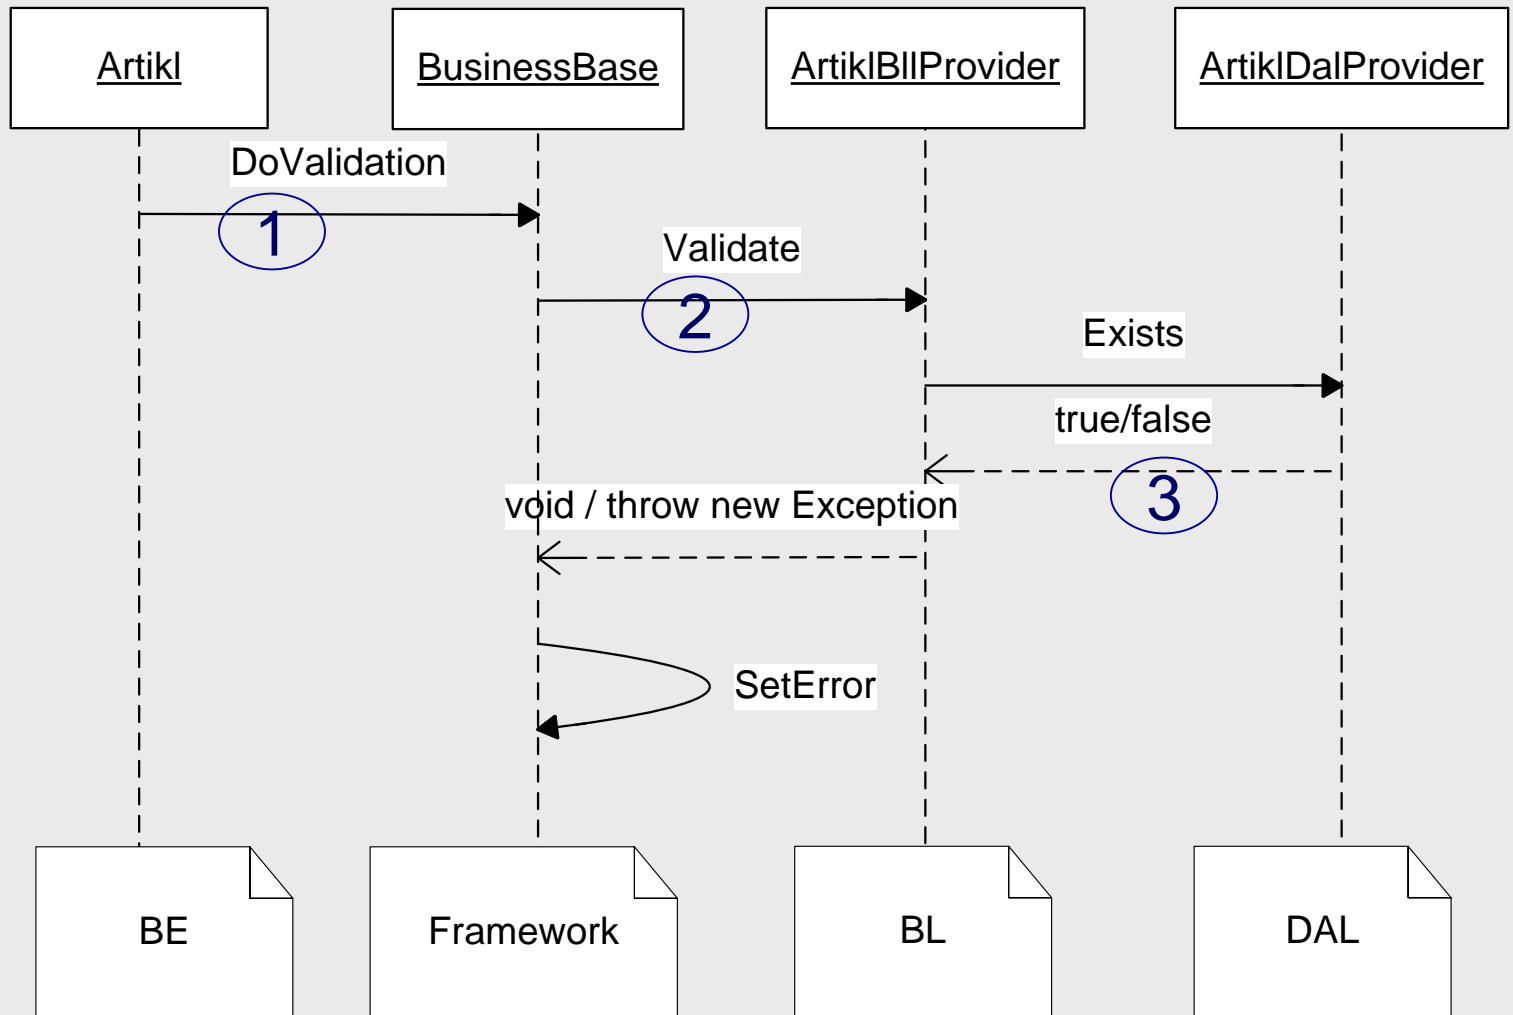 Artikl
BusinessBase
ArtiklBllProvider
ArtiklDalProvider
DoValidation
1
Validate
2
Exists
true/false
3
void / throw new Exception
SetError
BE
Framework
BL
DAL